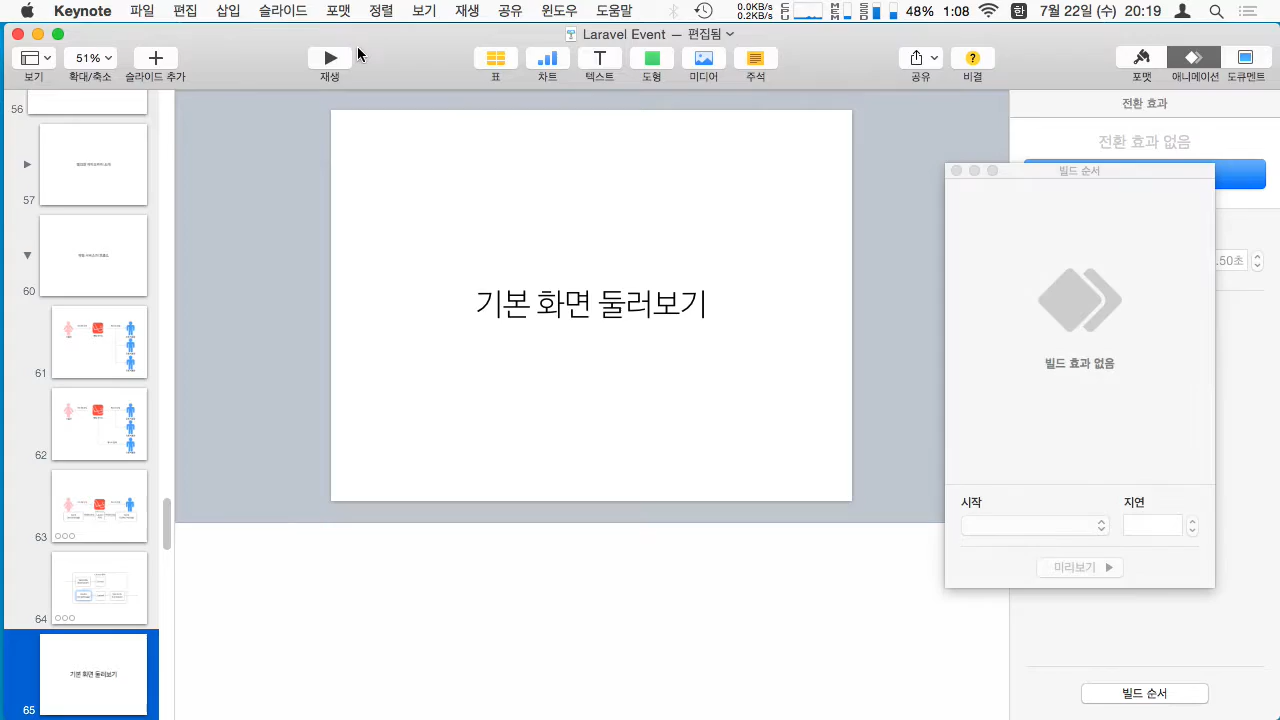 Keynote 파일 편집 삽입 슬라이드 포맷 정렬 보기 재생 공유 윈도우 도움말 0.0KB/s 0.2KB/s 48% 1:08 한 7월 22일 (수) 20:19
Laravel Event — 편집됨
51%
보기 확대/축소 슬라이드 추가 재생 표 차트 텍스트 도형 미디어 주석 공유 비결 포맷 애니메이션 도큐멘트
전환 효과
전환 효과 없음
빌드 순서
.50초
빌드 효과 없음
시작 지연
미리보기
빌드 순서
기본 화면 둘러보기
56
57
60
61
62
63
64
기본 화면 둘러보기
65